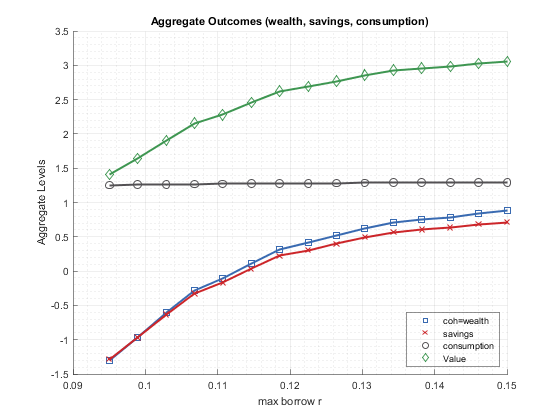 Aggregate Outcomes (wealth, savings, consumption)
3.5
3
2.5
2
1.5
1
0.5
0
-0.5
-1
-1.5
Aggregate Levels
0.09 0.1 0.11 0.12 0.13 0.14 0.15
max borrow r
coh=wealth
savings
consumption
Value